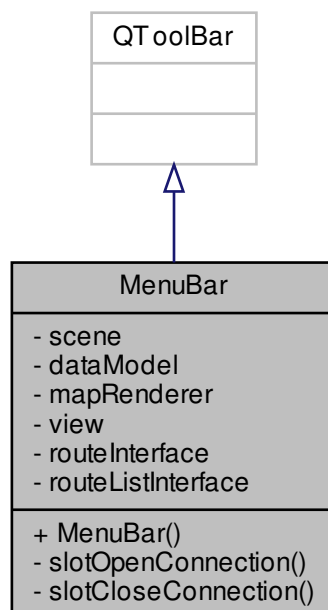 QToolBar
MenuBar
- scene
- dataModel
- mapRenderer
- view
- routeInterface
- routeListInterface
+ MenuBar()
- slotOpenConnection()
- slotCloseConnection()